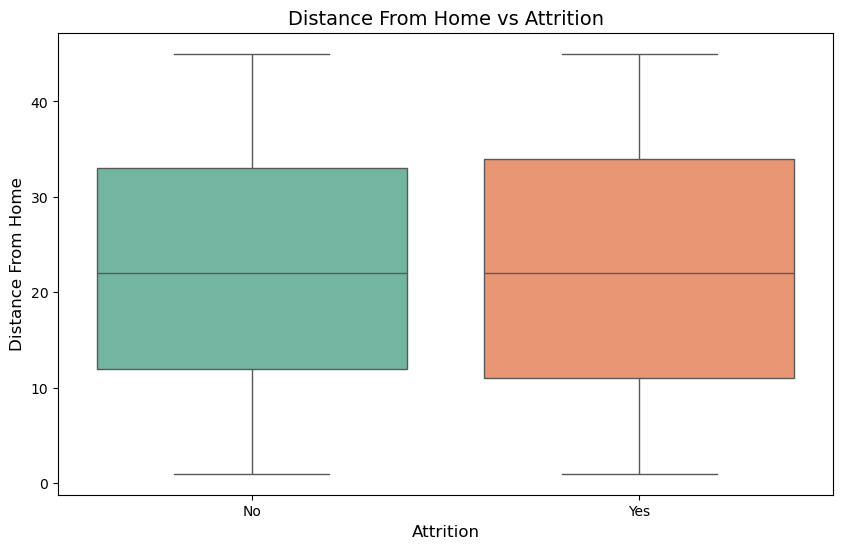 Distance From Home vs Attrition
Distance From Home
40
30
20
10
0
No
Yes
Attrition